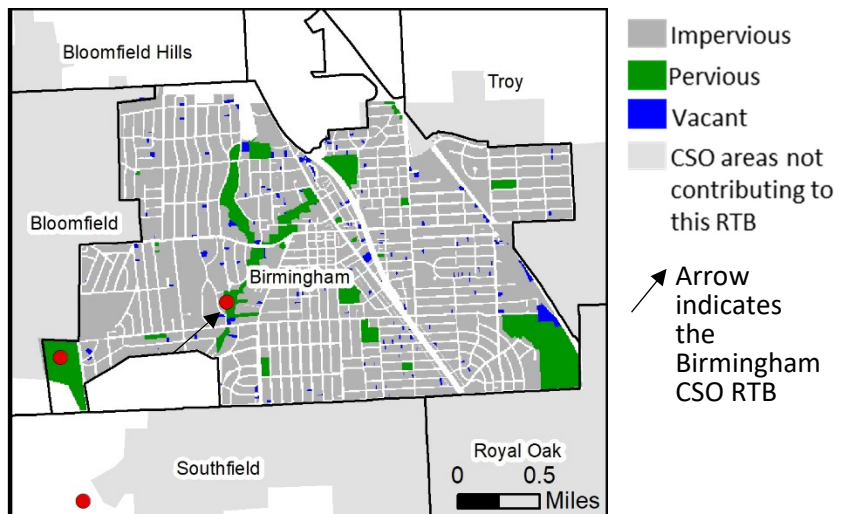 Bloomfield Hills
Troy
Bloomfield
Birmingham
Southfield
Royal Oak
0 0.5
Miles
Impervious
Pervious
Vacant
CSO areas not
contributing to
this RTB
Arrow
indicates
the
Birmingham
CSO RTB